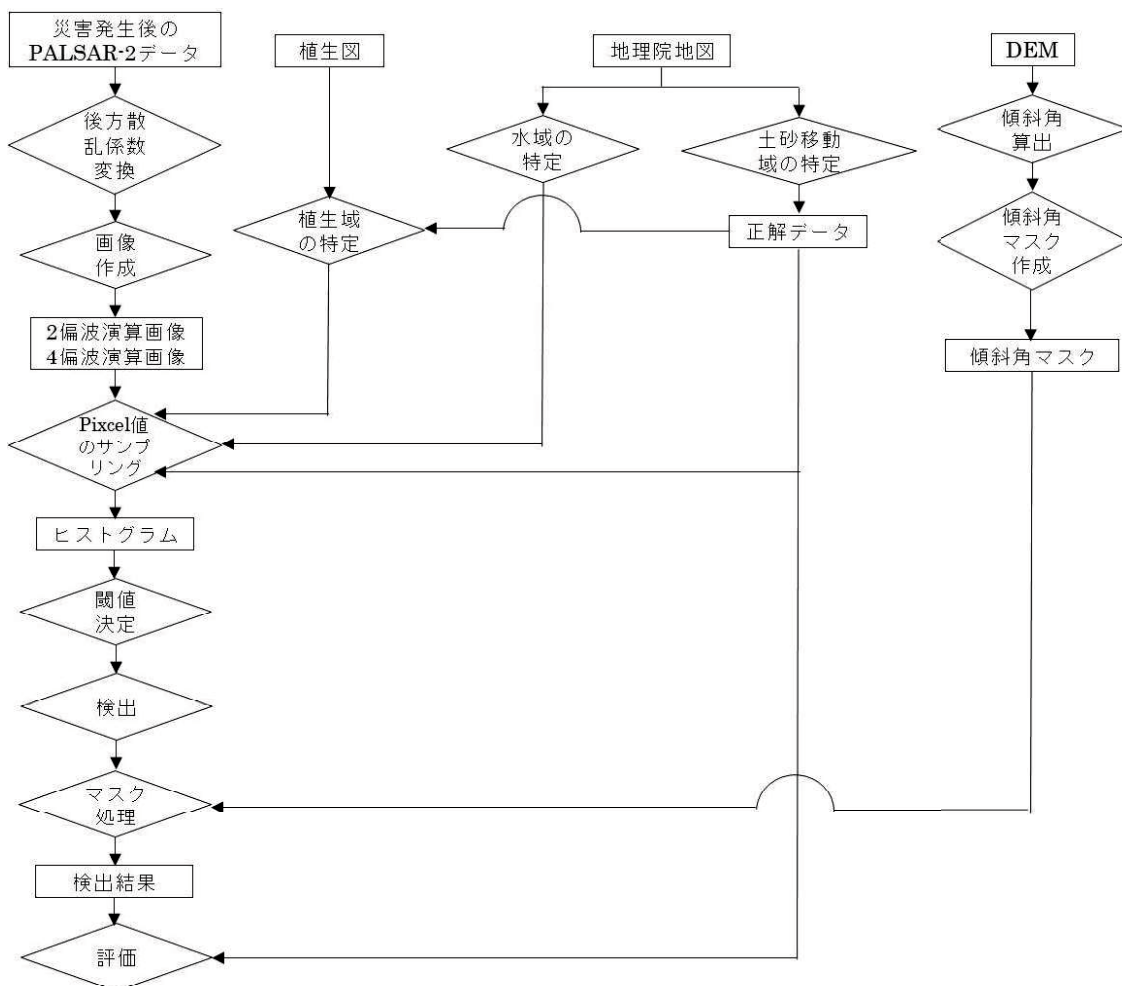 災害発生後の
PALSAR-2データ
植生図
地理院地図
DEM
後方散
乱係数
変換
水域の
特定
土砂移動
域の特定
傾斜角
算出
植生域
の特定
正解データ
傾斜角
マスク
作成
画像
作成
2偏波演算画像
4偏波演算画像
傾斜角マスク
Pixcel値
のサンプ
リング
ヒストグラム
閾値
決定
検出
マスク
処理
検出結果
評価